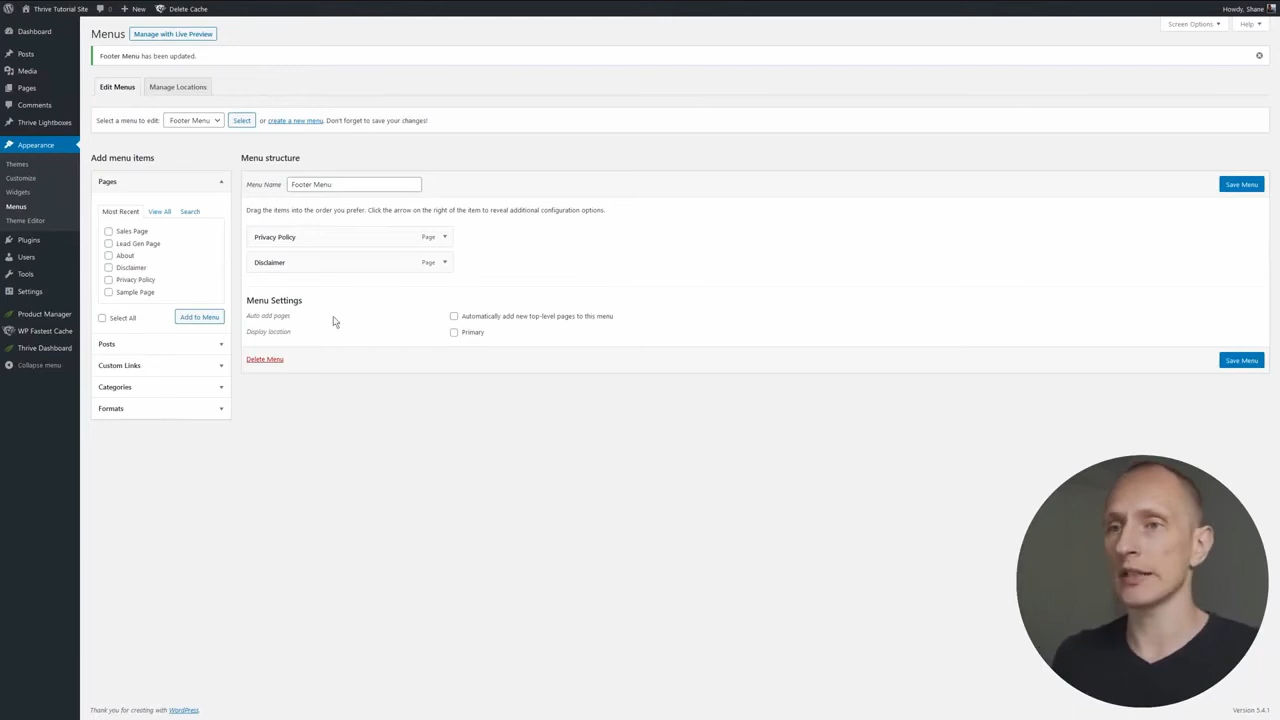 Thrive Tutorial Site
0
New
Delete Cache
Howdy, Shane
Dashboard
Posts
Media
Pages
Comments
Thrive Lightboxes
Appearance
Themes
Customize
Widgets
Menus
Theme Editor
Plugins
Users
Tools
Settings
Product Manager
WP Fastest Cache
Thrive Dashboard
Collapse menu
Screen Options
Help
Menus
Manage with Live Preview
Footer Menu has been updated.
Edit Menus
Manage Locations
Select a menu to edit: Footer Menu Select or create a new menu. Don't forget to save your changes!
Add menu items
Pages
Most Recent View All Search
Sales Page
Lead Gen Page
About
Disclaimer
Privacy Policy
Sample Page
Select All
Add to Menu
Posts
Custom Links
Categories
Formats
Menu structure
Menu Name Footer Menu
Save Menu
Drag the items into the order you prefer. Click the arrow on the right of the item to reveal additional configuration options.
Privacy Policy Page
Disclaimer Page
Menu Settings
Auto add pages Automatically add new top-level pages to this menu
Display location Primary
Delete Menu
Save Menu
Thank you for creating with WordPress.
Version 5.4.1